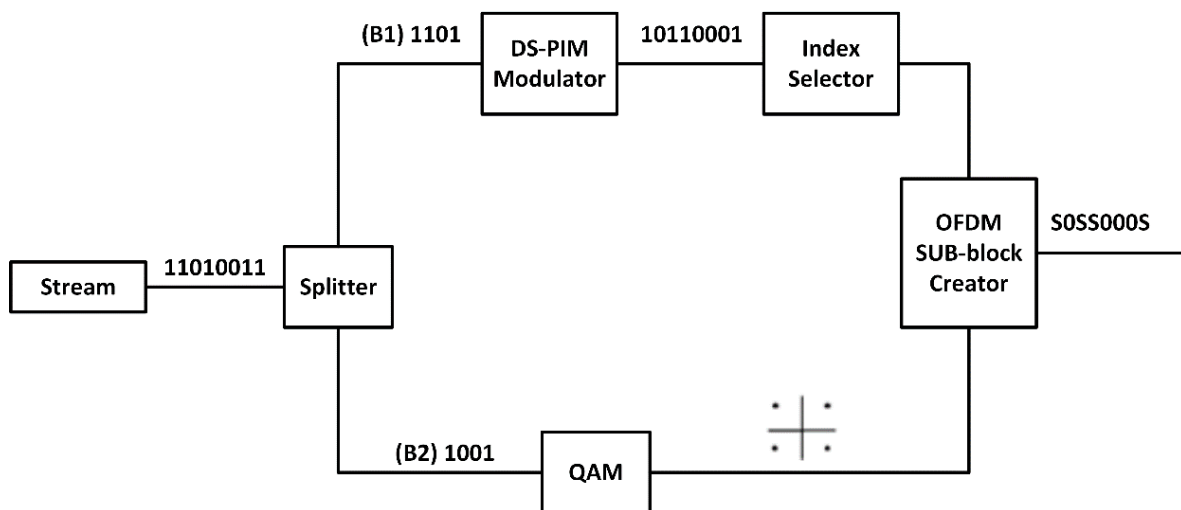 (B1) 1101
DS-PIM
Modulator
10110001
Index
Selector
OFDM
SUB-block
Creator
S0SS000S
Stream
11010011
Splitter
(B2) 1001
QAM